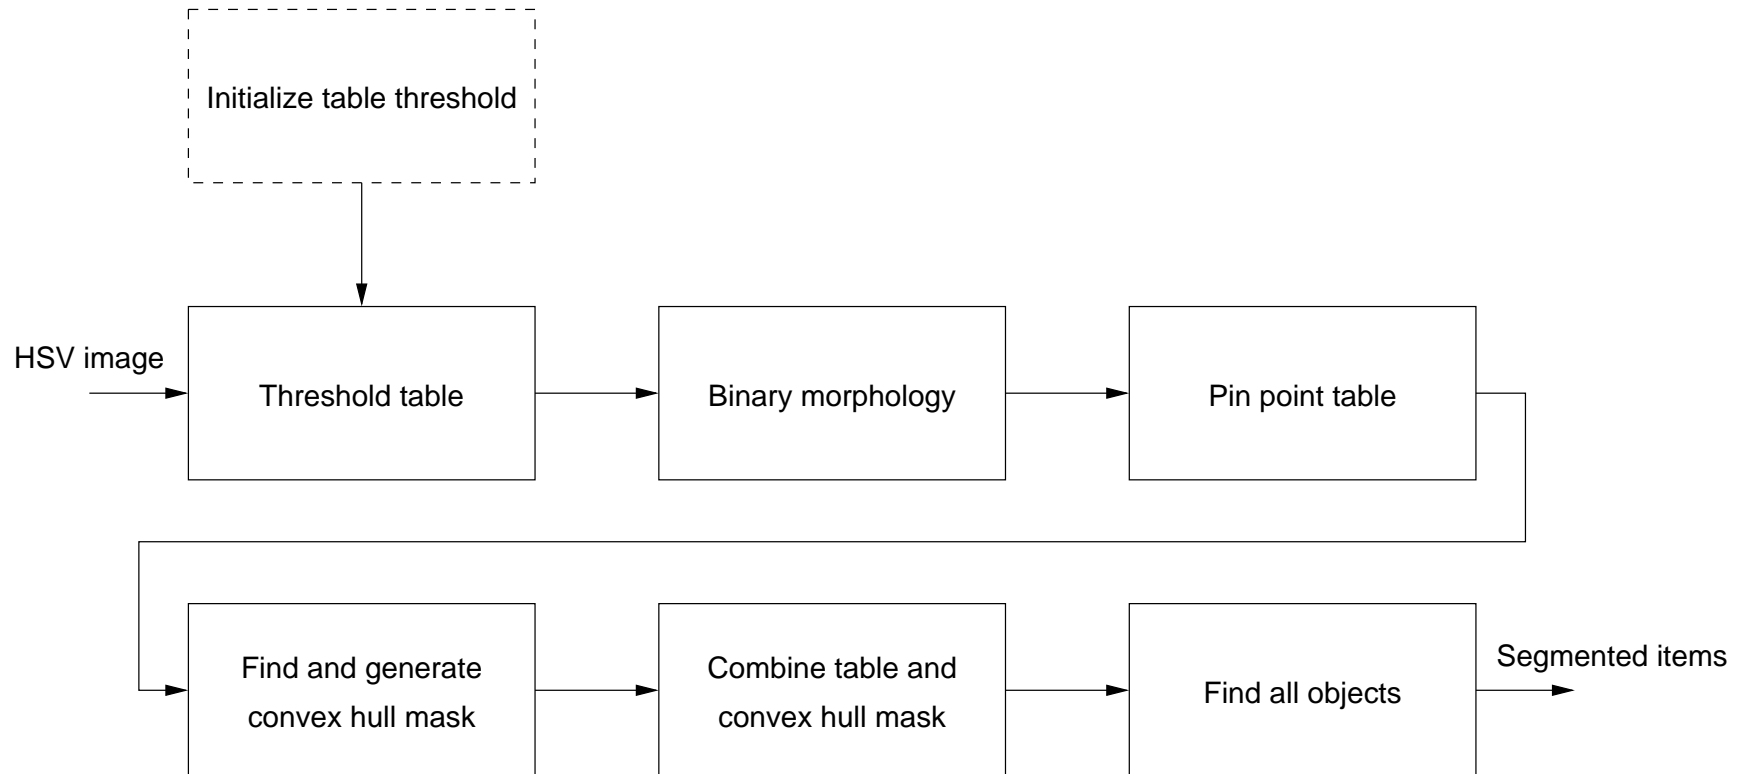 Initialize table threshold
HSV image
Threshold table
Binary morphology
Pin point table
Find and generate
convex hull mask
Combine table and
convex hull mask
Find all objects
Segmented items